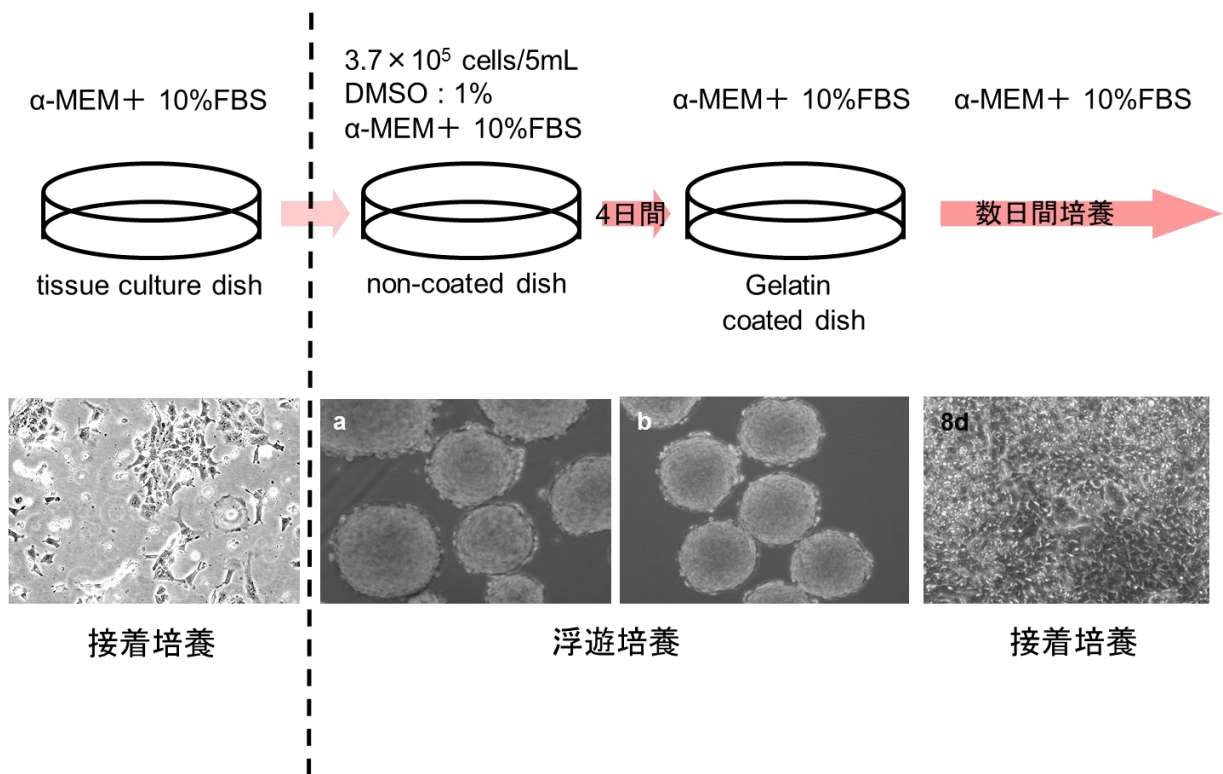 α-MEM＋ 10%FBS
3.7×10⁵ cells/5mL
DMSO : 1%
α-MEM＋ 10%FBS
α-MEM＋ 10%FBS
α-MEM＋ 10%FBS
4日間
数日間培養
tissue culture dish
non-coated dish
Gelatin
coated dish
a
b
8d
接着培養
浮遊培養
接着培養